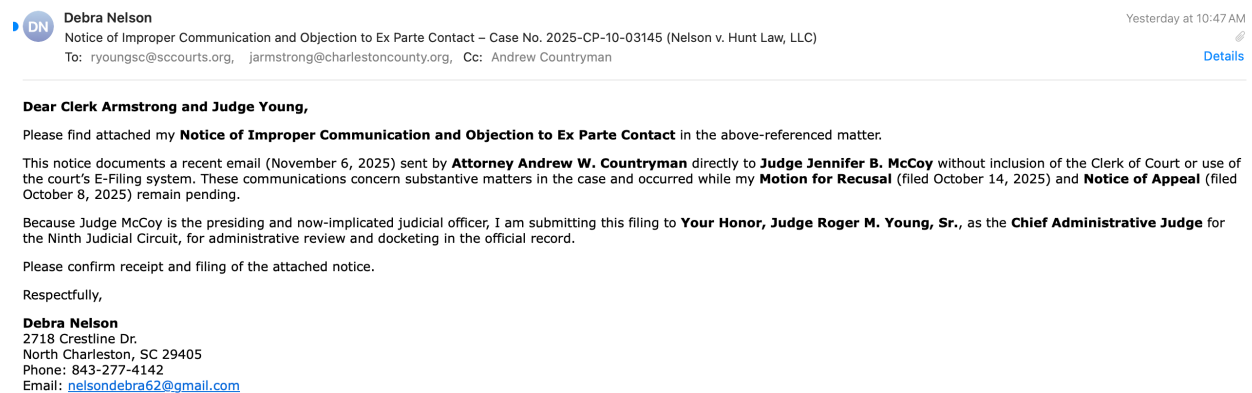 DN
Debra Nelson
Yesterday at 10:47 AM
Notice of Improper Communication and Objection to Ex Parte Contact – Case No. 2025-CP-10-03145 (Nelson v. Hunt Law, LLC)
To: ryoungsc@sccourts.org, jarmstrong@charlestoncounty.org, Cc: Andrew Countryman
Details
Dear Clerk Armstrong and Judge Young,
Please find attached my Notice of Improper Communication and Objection to Ex Parte Contact in the above-referenced matter.
This notice documents a recent email (November 6, 2025) sent by Attorney Andrew W. Countryman directly to Judge Jennifer B. McCoy without inclusion of the Clerk of Court or use of
the court's E-Filing system. These communications concern substantive matters in the case and occurred while my Motion for Recusal (filed October 14, 2025) and Notice of Appeal (filed
October 8, 2025) remain pending.
Because Judge McCoy is the presiding and now-implicated judicial officer, I am submitting this filing to Your Honor, Judge Roger M. Young, Sr., as the Chief Administrative Judge for
the Ninth Judicial Circuit, for administrative review and docketing in the official record.
Please confirm receipt and filing of the attached notice.
Respectfully,
Debra Nelson
2718 Crestline Dr.
North Charleston, SC 29405
Phone: 843-277-4142
Email: nelsondebra62@gmail.com